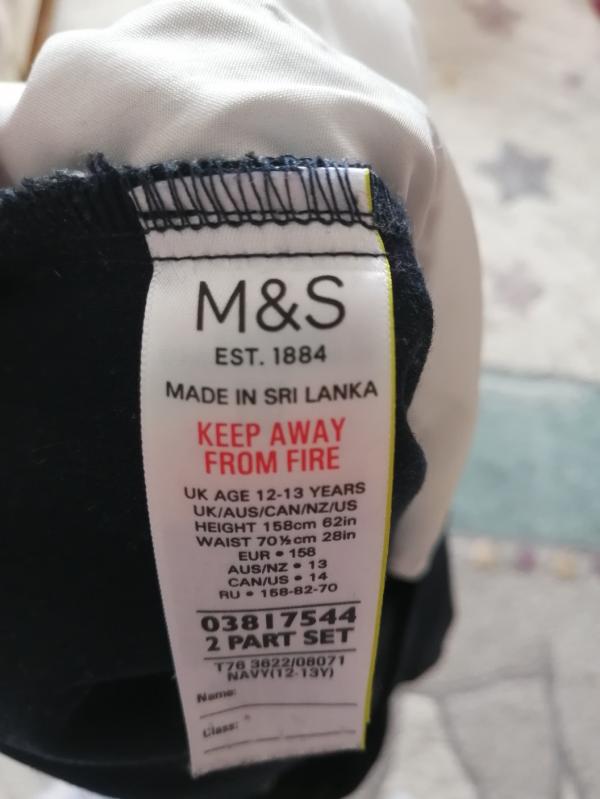 M&S
EST. 1884
MADE IN SRI LANKA
KEEP AWAY
FROM FIRE
UK AGE 12-13 YEARS
UK/AUS/CAN/NZ/US
HEIGHT 158cm 62in
WAIST 70½cm 28in
EUR • 158
AUS/NZ • 13
CAN/US • 14
RU • 158-82-70
03817544
2 PART SET
T76 3622/08071
NAVY(12-13Y)
Name:
Class: